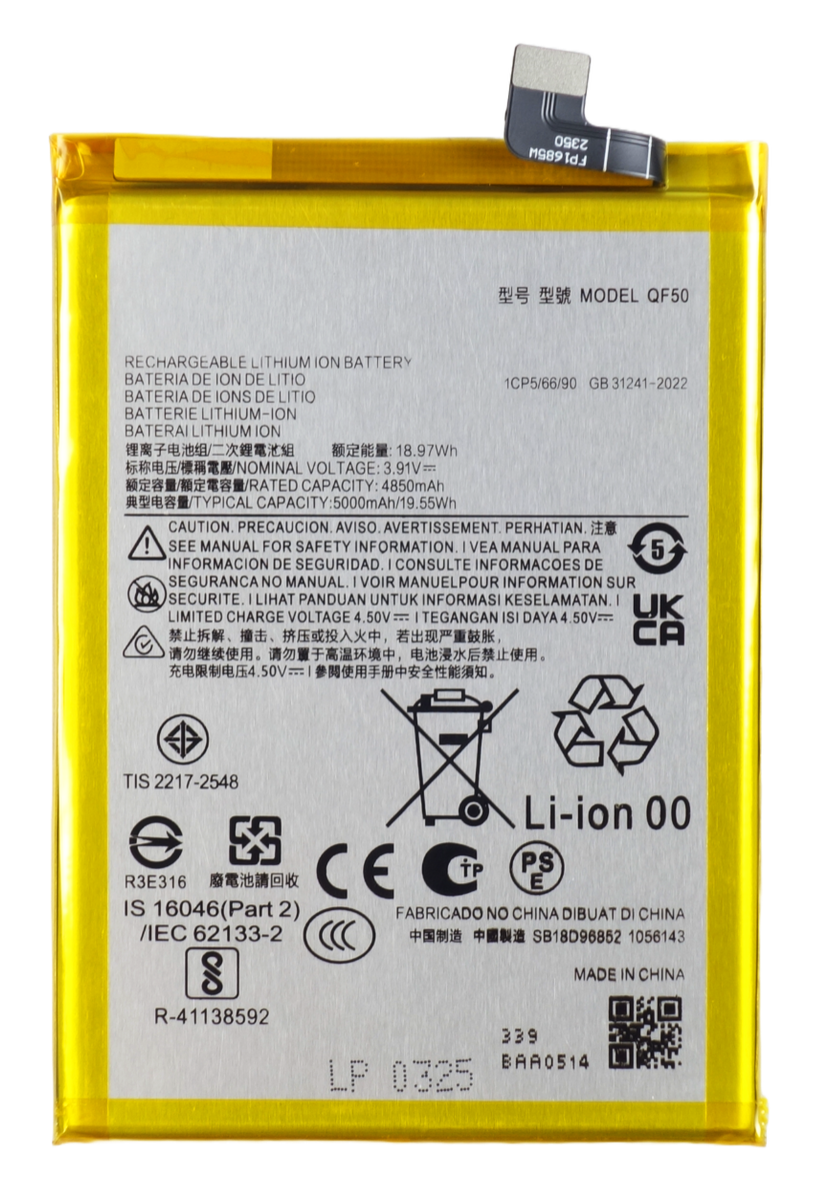 FP1685W
2350
型号 型號 MODEL QF50
RECHARGEABLE LITHIUM ION BATTERY
BATERIA DE ION DE LITIO
1CP5/66/90 GB 31241-2022
BATERIA DE IONS DE LITIO
BATTERIE LITHIUM-ION
BATERAI LITHIUM ION
锂离子电池组/二次鋰電池組 额定能量: 18.97Wh
标称电压/標稱電壓/NOMINAL VOLTAGE: 3.91V⎓
额定容量/額定電容量/RATED CAPACITY: 4850mAh
典型电容量/TYPICAL CAPACITY:5000mAh/19.55Wh
CAUTION. PRECAUCION. AVISO. AVERTISSEMENT. PERHATIAN. 注意
SEE MANUAL FOR SAFETY INFORMATION. I VEA MANUAL PARA
INFORMACION DE SEGURIDAD. I CONSULTE INFORMACOES DE
SEGURANCA NO MANUAL. I VOIR MANUELPOUR INFORMATION SUR
SECURITE. I LIHAT PANDUAN UNTUK INFORMASI KESELAMATAN. I
LIMITED CHARGE VOLTAGE 4.50V⎓ I TEGANGAN ISI DAYA 4.50V⎓
禁止拆解、撞击、挤压或投入火中，若出现严重鼓胀，
请勿继续使用。请勿置于高温环境中，电池浸水后禁止使用。
充电限制电压4.50V⎓ I 參閱使用手册中安全性能須知。
5
UK
CA
TIS 2217-2548
Li-ion 00
R3E316 廢電池請回收
CE
TP
PS
E
IS 16046(Part 2)
/IEC 62133-2
CCC
FABRICADO NO CHINA DIBUAT DI CHINA
中国制造 中國製造 SB18D96852 1056143
MADE IN CHINA
R-41138592
339
BAA0514
LP 0325